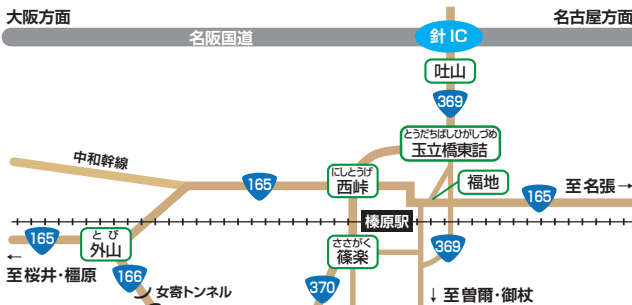 大阪方面
名古屋方面
名阪国道
針IC
吐山
369
とうだちばしひがしづめ
玉立橋東詰
中和幹線
165
にしとうげ
西峠
福地
165
至名張→
榛原駅
165
とび
外山
ささがく
篠楽
369
←
至桜井・橿原
166
女寄トンネル
370
↓至曽爾・御杖